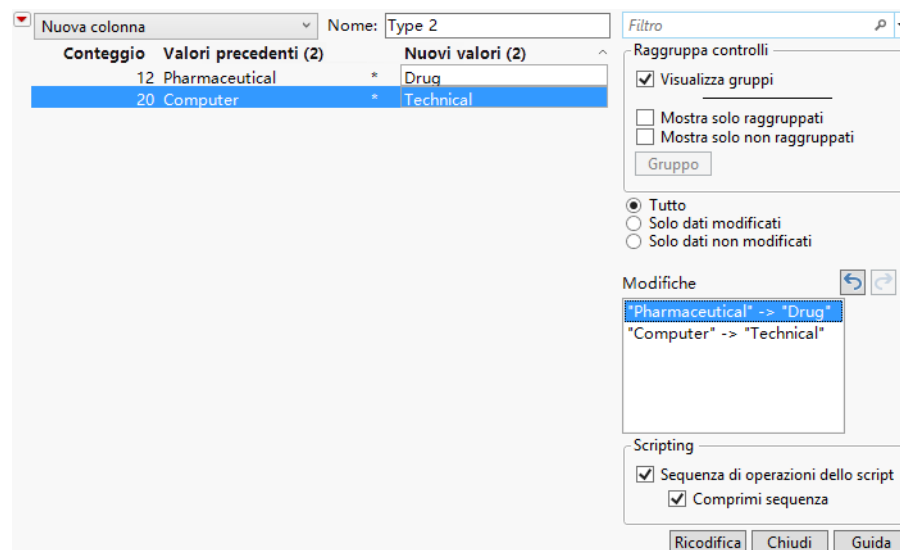 Nuova colonna Nome: Type 2
Conteggio Valori precedenti (2) Nuovi valori (2)
12 Pharmaceutical * Drug
20 Computer * Technical
Filtro
Raggruppa controlli
Visualizza gruppi
Mostra solo raggruppati
Mostra solo non raggruppati
Gruppo
Tutto
Solo dati modificati
Solo dati non modificati
Modifiche
"Pharmaceutical" -> "Drug"
"Computer" -> "Technical"
Scripting
Sequenza di operazioni dello script
Comprimi sequenza
Ricodifica Chiudi Guida